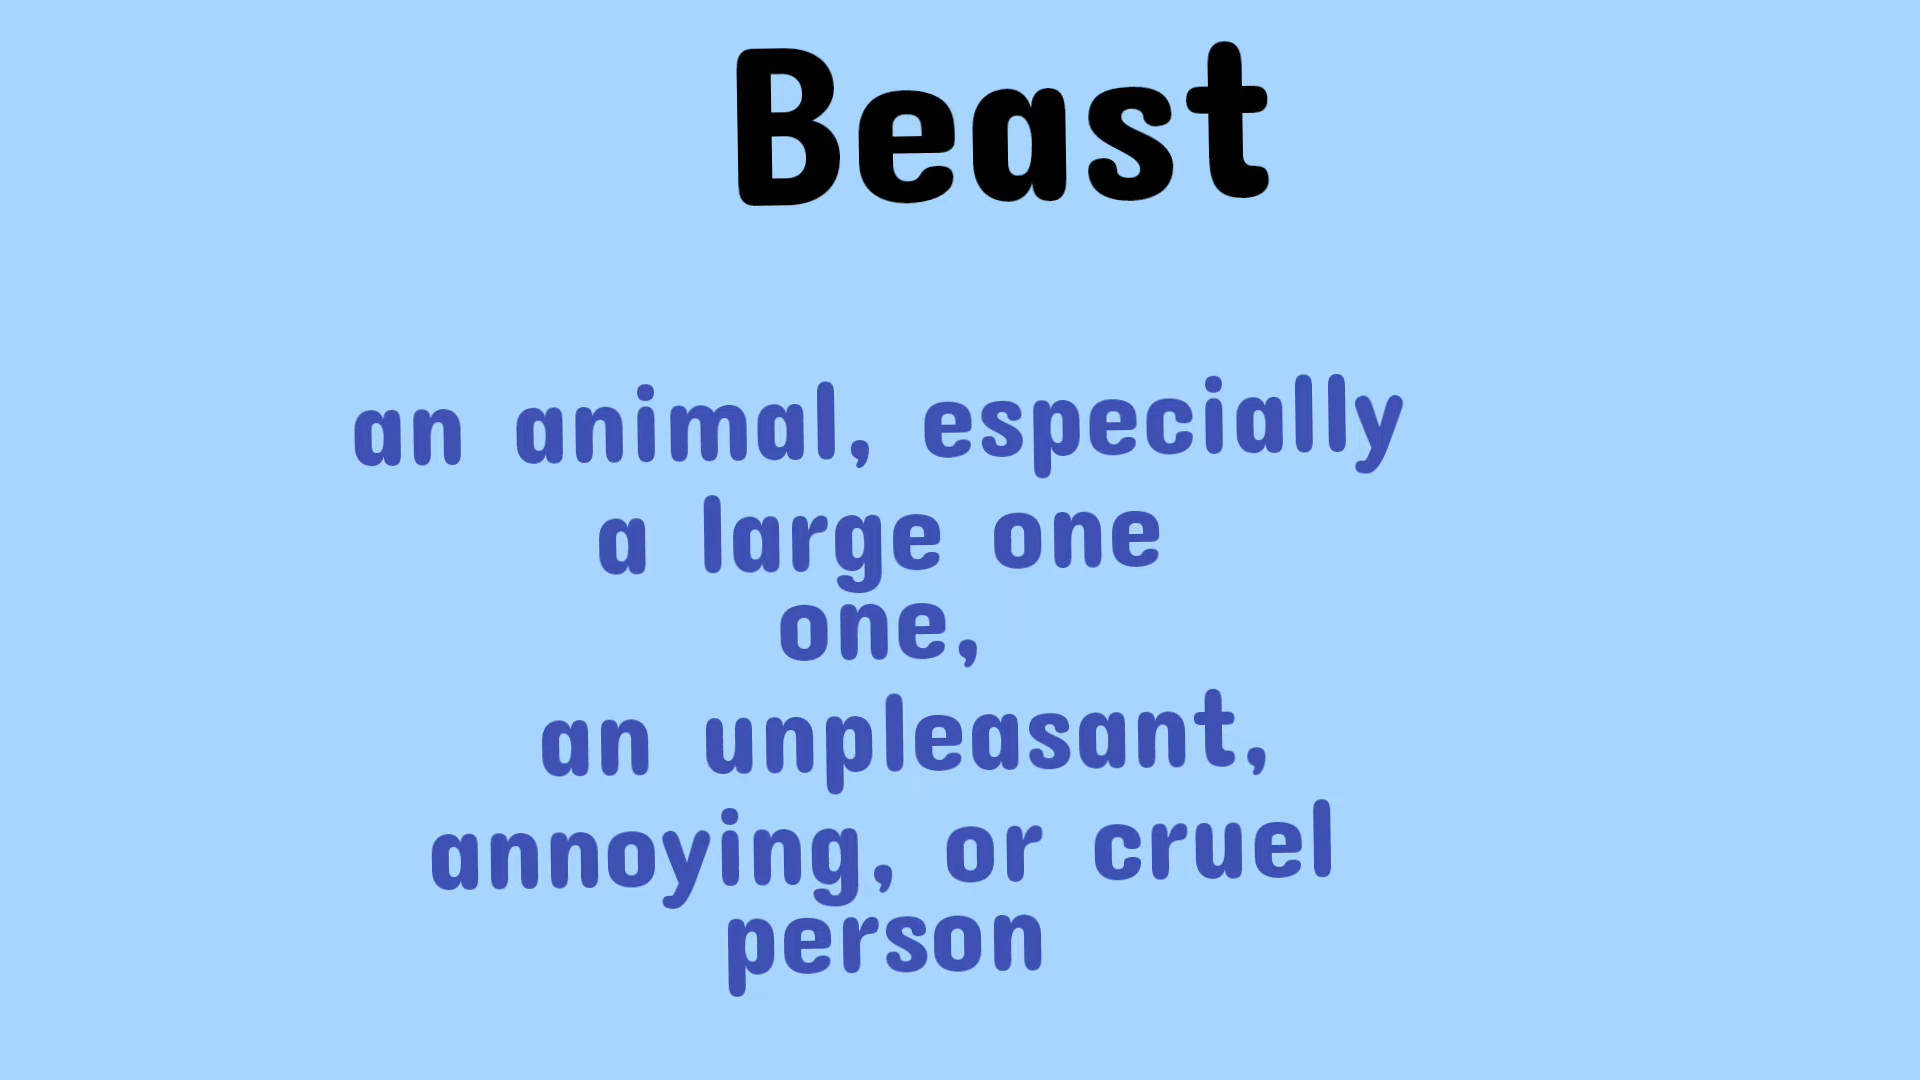 Beast
an animal, especially
a large one
one,
an unpleasant,
annoying, or cruel
person